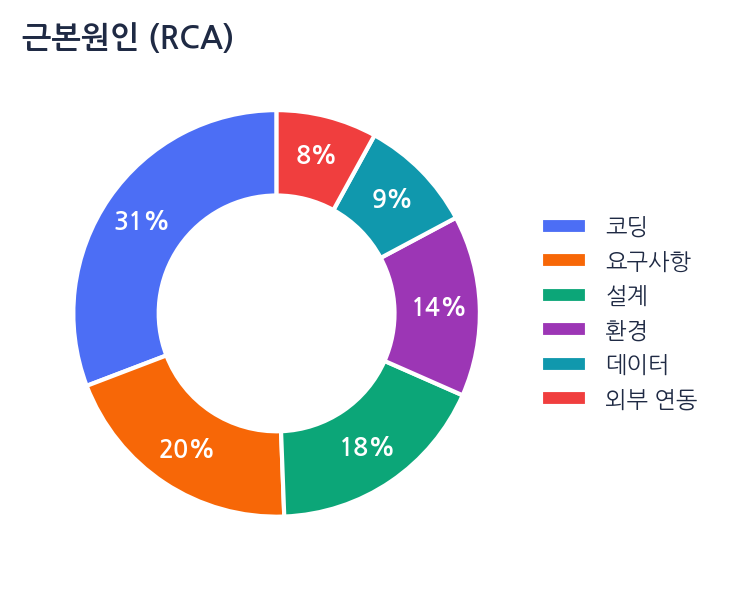 근본원인 (RCA)
8%
9%
31%
14%
20%
18%
코딩
요구사항
설계
환경
데이터
외부 연동